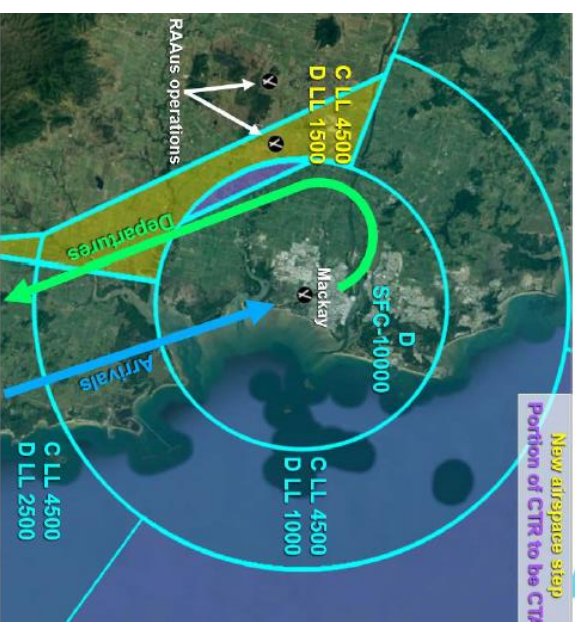 New airspace step
Portion of CTR to be CTA
RAAus operations
C LL 4500
D LL 1500
Departures
Arrivals
Mackay
D
SFC-10000
C LL 4500
D LL 1000
C LL 4500
D LL 2500